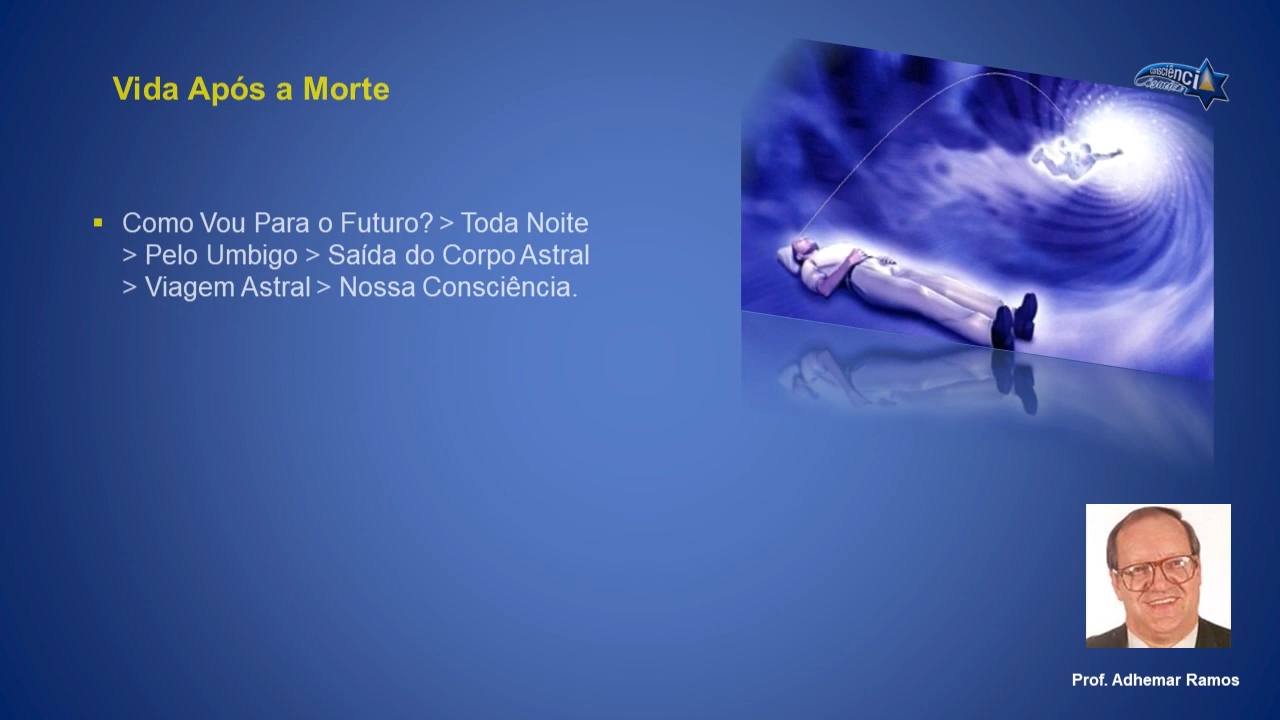 Vida Após a Morte
consciênci
Como Vou Para o Futuro? > Toda Noite
> Pelo Umbigo > Saída do Corpo Astral
> Viagem Astral > Nossa Consciência.
Prof. Adhemar Ramos